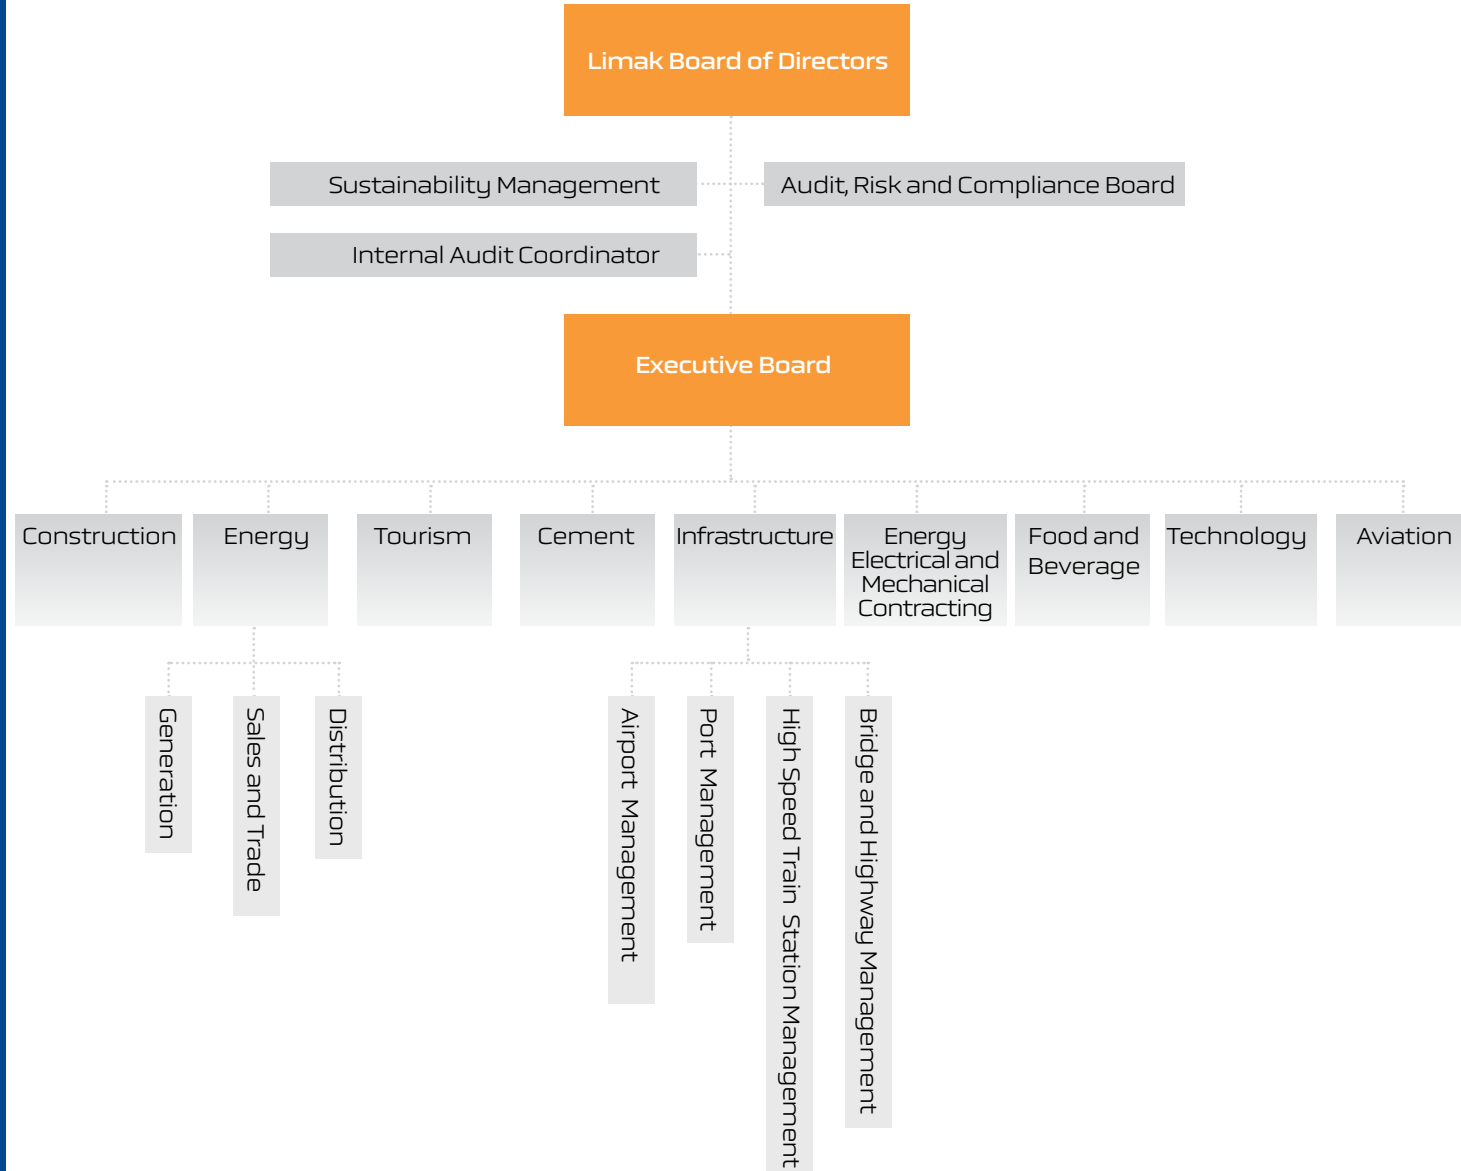 Limak Board of Directors
Sustainability Management
Audit, Risk and Compliance Board
Internal Audit Coordinator
Executive Board
Construction
Energy
Tourism
Cement
Infrastructure
Energy
Electrical and
Mechanical
Contracting
Food and
Beverage
Technology
Aviation
Generation
Sales and Trade
Distribution
Airport Management
Port Management
High Speed Train Station Management
Bridge and Highway Management